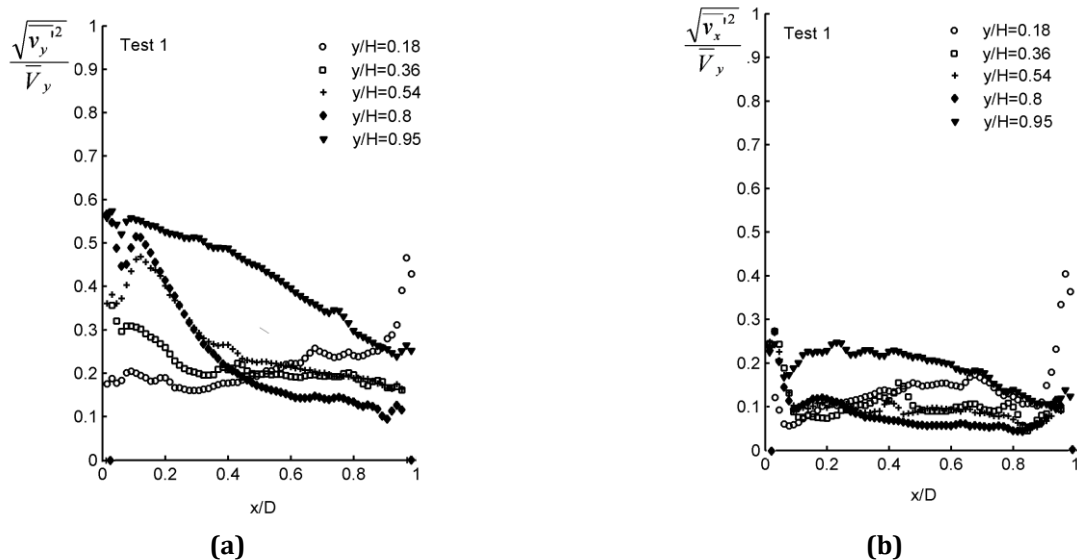 √v_y'² / V̄_y
Test 1
y/H=0.18
y/H=0.36
y/H=0.54
y/H=0.8
y/H=0.95
1
0.9
0.8
0.7
0.6
0.5
0.4
0.3
0.2
0.1
0
0 0.2 0.4 0.6 0.8 1
x/D
(a)
√v_x'² / V̄_y
Test 1
y/H=0.18
y/H=0.36
y/H=0.54
y/H=0.8
y/H=0.95
1
0.9
0.8
0.7
0.6
0.5
0.4
0.3
0.2
0.1
0
0 0.2 0.4 0.6 0.8 1
x/D
(b)